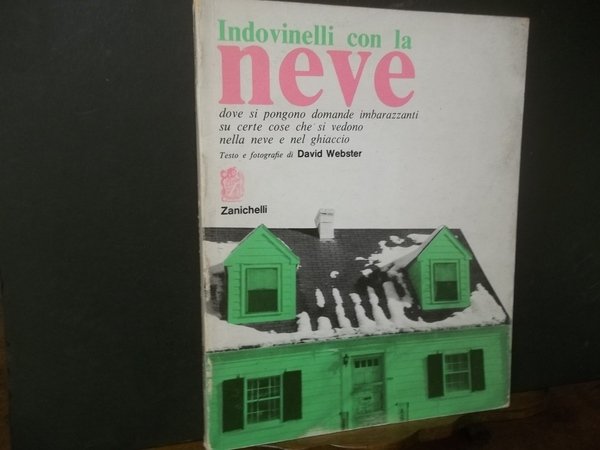 Indovinelli con la
neve
dove si pongono domande imbarazzanti
su certe cose che si vedono
nella neve e nel ghiaccio
Testo e fotografie di David Webster
Zanichelli